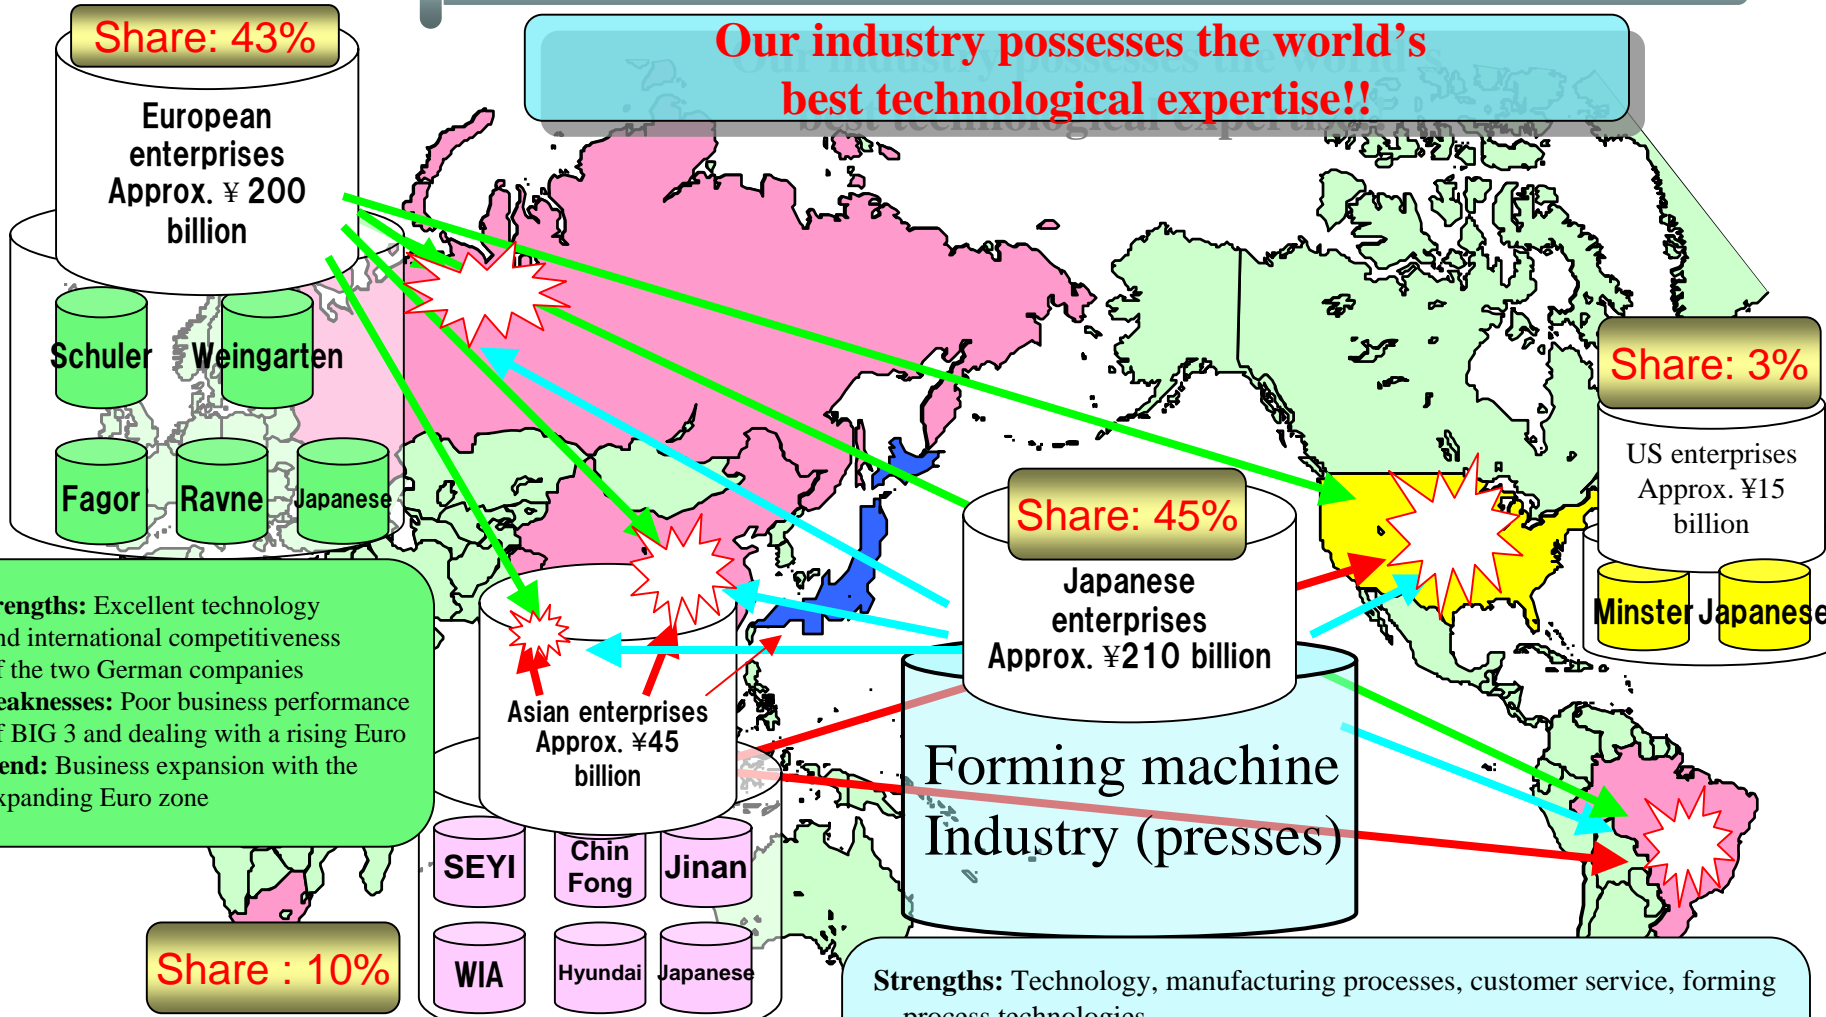 Share: 43%
Our industry possesses the world's
best technological expertise!!
European
enterprises
Approx. ¥ 200
billion
Schuler
Weingarten
Fagor
Ravne
Japanese
Share: 3%
US enterprises
Approx. ¥15
billion
Minster
Japanese
Share: 45%
Japanese
enterprises
Approx. ¥210 billion
Forming machine
Industry (presses)
rengths: Excellent technology
nd international competitiveness
f the two German companies
eaknesses: Poor business performance
f BIG 3 and dealing with a rising Euro
end: Business expansion with the
xpanding Euro zone
Asian enterprises
Approx. ¥45
billion
SEYI
Chin
Fong
Jinan
WIA
Hyundai
Japanese
Share : 10%
Strengths: Technology, manufacturing processes, customer service, forming
process technologies